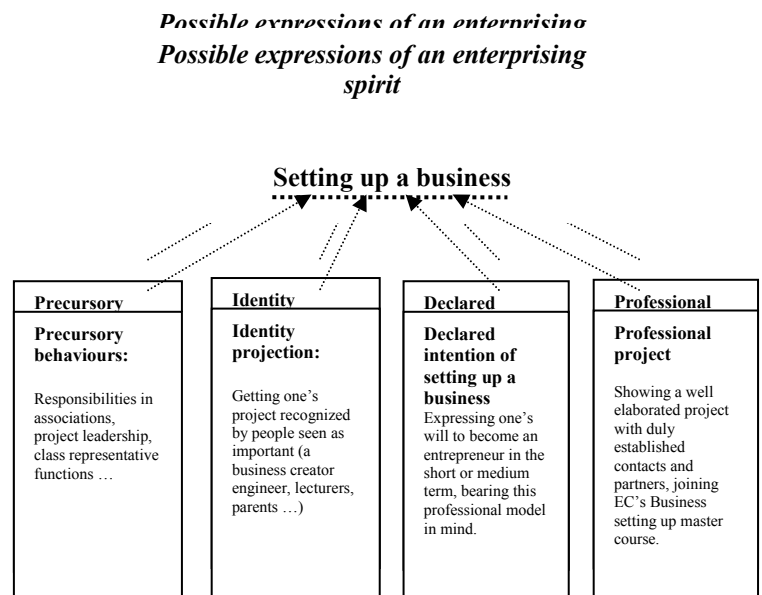 Possible expressions of an enterprising
Possible expressions of an enterprising
spirit
Setting up a business
Precursory
Precursory
behaviours:
Responsibilities in
associations,
project leadership,
class representative
functions …
Identity
Identity
projection:
Getting one’s
project recognized
by people seen as
important (a
business creator
engineer, lecturers,
parents …)
Declared
Declared
intention of
setting up a
business
Expressing one’s
will to become an
entrepreneur in the
short or medium
term, bearing this
professional model
in mind.
Professional
Professional
project
Showing a well
elaborated project
with duly
established
contacts and
partners, joining
EC’s Business
setting up master
course.